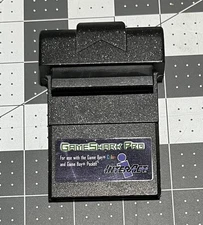 GameShark Pro
For use with the Game Boy® Color
and Game Boy® Pocket
InterAct